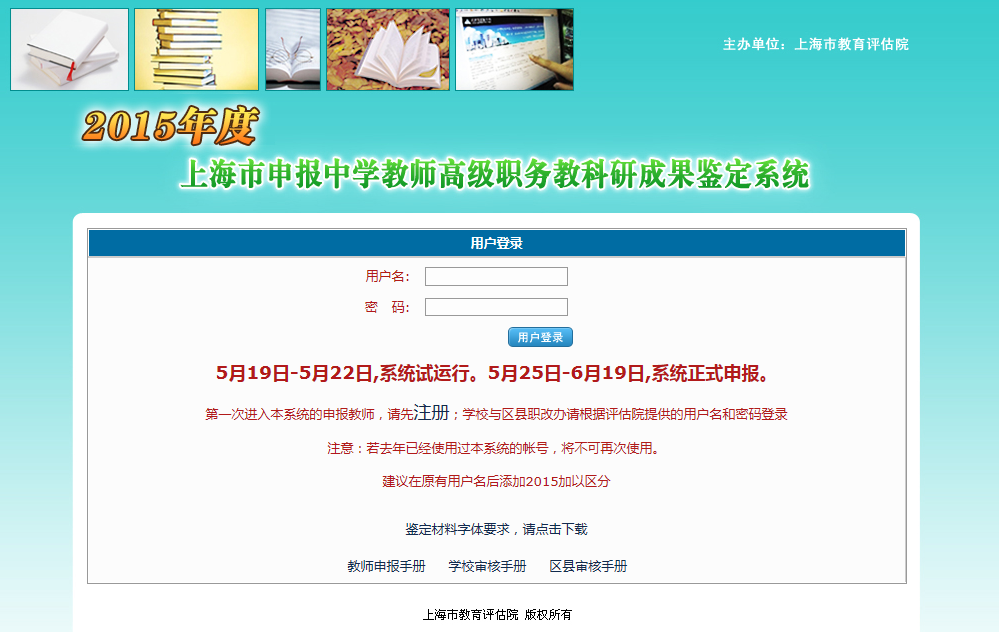 主办单位：上海市教育评估院
2015年度
上海市申报中学教师高级职务教科研成果鉴定系统
用户登录
用户名:
密 码:
用户登录
5月19日-5月22日,系统试运行。5月25日-6月19日,系统正式申报。
第一次进入本系统的申报教师，请先注册；学校与区县职改办请根据评估院提供的用户名和密码登录
注意：若去年已经使用过本系统的帐号，将不可再次使用。
建议在原有用户名后添加2015加以区分
鉴定材料字体要求，请点击下载
教师申报手册 学校审核手册 区县审核手册
上海市教育评估院 版权所有